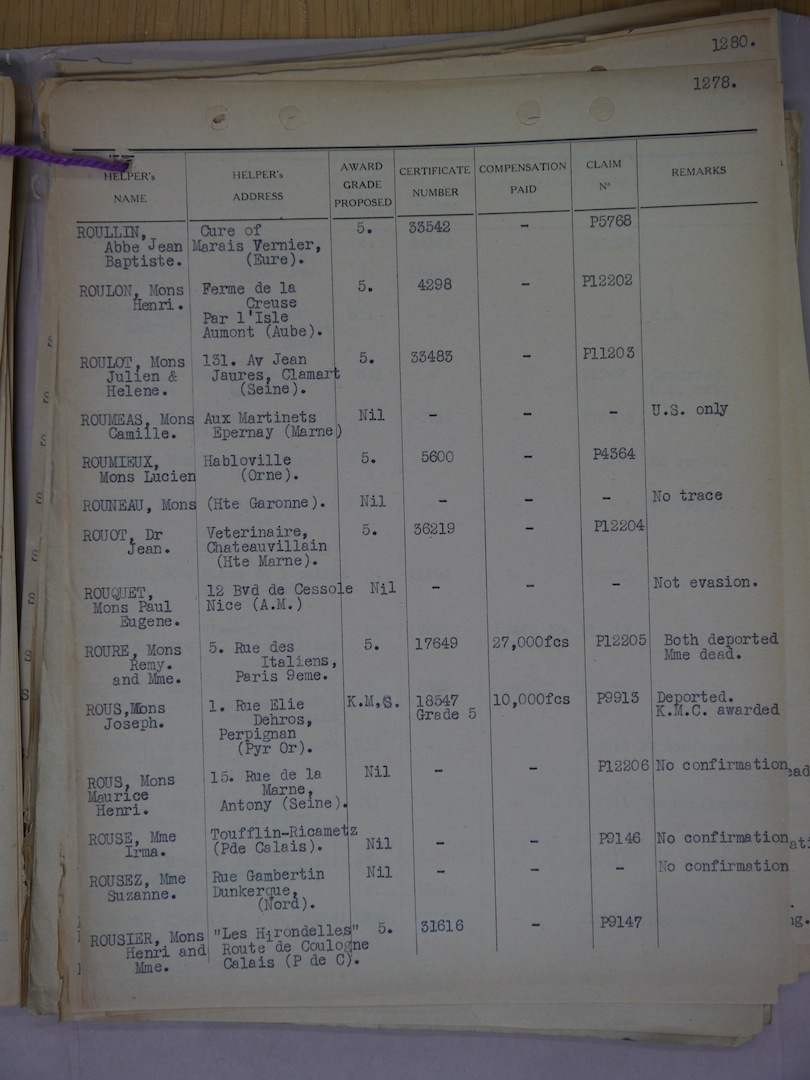 1280.
1278.
HELPER's NAME | HELPER's ADDRESS | AWARD GRADE PROPOSED | CERTIFICATE NUMBER | COMPENSATION PAID | CLAIM Nº | REMARKS
ROULLIN, | Cure of | 5. | 33542 | - | P5768
Abbe Jean | Marais Vernier,
Baptiste. | (Eure).
ROULON, Mons | Ferme de la | 5. | 4298 | - | P12202
Henri. | Creuse
Par l'Isle
Aumont (Aube).
ROULOT, Mons | 131. Av Jean | 5. | 33483 | - | P11203
Julien & | Jaures, Clamart
Helene. | (Seine).
ROUMEAS, Mons | Aux Martinets | Nil | - | - | - | U.S. only
Camille. | Epernay (Marne)
ROUMIEUX, | Habloville | 5. | 5600 | - | P4364
Mons Lucien | (Orne).
ROUNEAU, Mons | (Hte Garonne). | Nil | - | - | - | No trace
ROUOT, Dr | Veterinaire, | 5. | 36219 | - | P12204
Jean. | Chateauvillain
(Hte Marne).
ROUQUET, | 12 Bvd de Cessole | Nil | - | - | - | Not evasion.
Mons Paul | Nice (A.M.)
Eugene.
ROURE, Mons | 5. Rue des | 5. | 17649 | 27,000fcs | P12205 | Both deported
Remy. | Italiens, | Mme dead.
and Mme. | Paris 9eme.
ROUS,Mons | 1. Rue Elie | K.M,S. | 18547 | 10,000fcs | P9913 | Deported.
Joseph. | Dehros, | Grade 5 | K.M.C. awarded
Perpignan
(Pyr Or).
ROUS, Mons | 15. Rue de la | Nil | - | - | P12206 | No confirmation
Maurice | Marne,
Henri. | Antony (Seine).
ROUSE, Mme | Toufflin-Ricametz | Nil | - | - | P9146 | No confirmation
Irma. | (Pde Calais).
ROUSEZ, Mme | Rue Gambertin | Nil | - | - | - | No confirmation
Suzanne. | Dunkerque,
(Nord).
ROUSIER, Mons | "Les Hirondelles" | 5. | 31616 | - | P9147
Henri and | Route de Coulogne
Mme. | Calais (P de C).